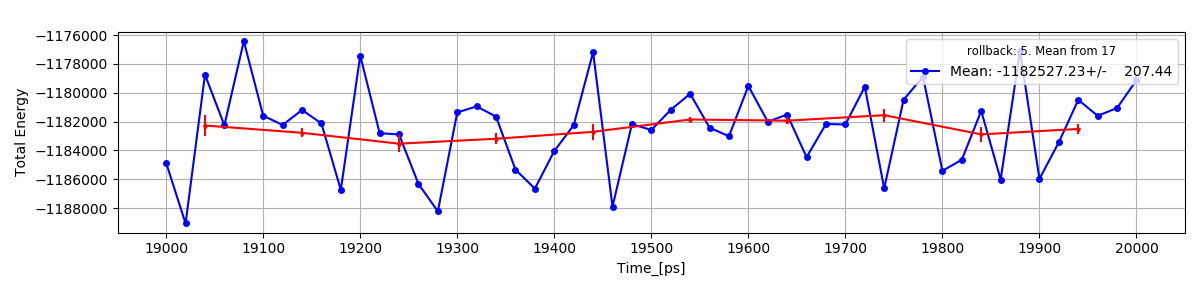 Total Energy
−1176000
−1178000
−1180000
−1182000
−1184000
−1186000
−1188000
rollback: 5. Mean from 17
Mean: -1182527.23+/- 207.44
19000 19100 19200 19300 19400 19500 19600 19700 19800 19900 20000
Time_[ps]